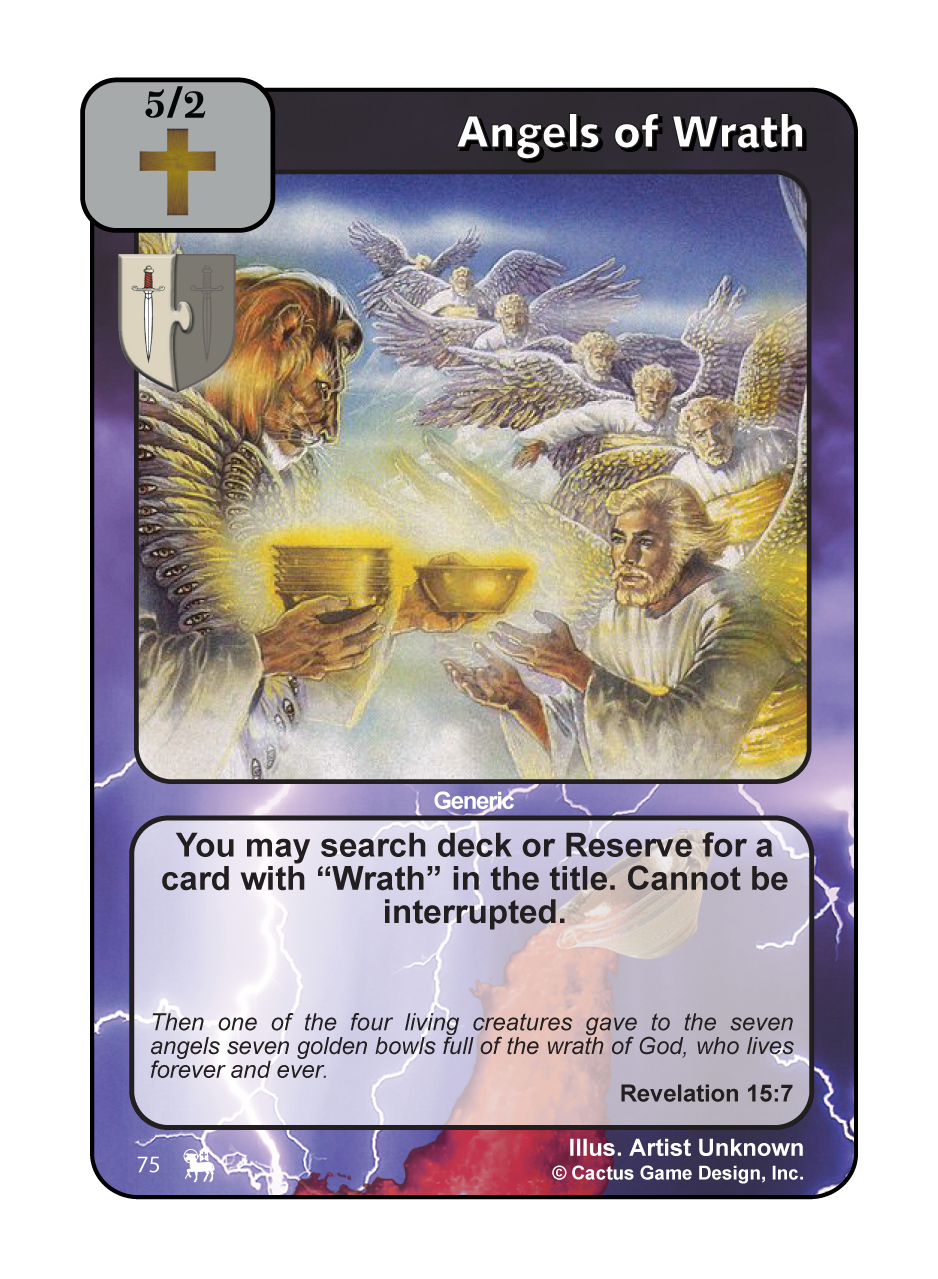 5/2
Angels of Wrath
Generic
You may search deck or Reserve for a
card with “Wrath” in the title. Cannot be
interrupted.
Then one of the four living creatures gave to the seven
angels seven golden bowls full of the wrath of God, who lives
forever and ever.
Revelation 15:7
75
Illus. Artist Unknown
© Cactus Game Design, Inc.